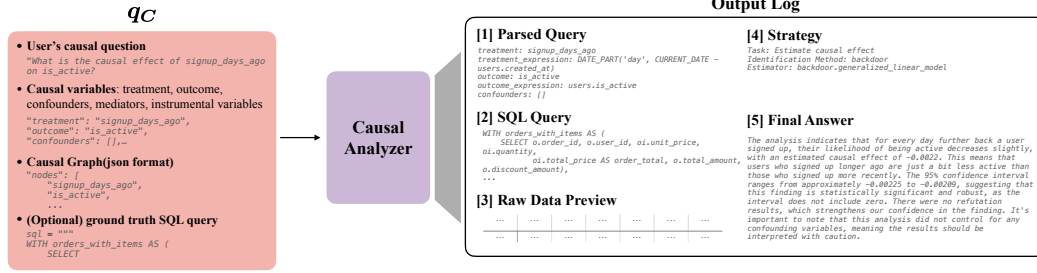 q_C
• User's causal question
"What is the causal effect of signup_days_ago
on is_active?
• Causal variables: treatment, outcome,
confounders, mediators, instrumental variables
"treatment": "signup_days_ago",
"outcome": "is_active",
"confounders": [],…
• Causal Graph(json format)
"nodes": [
"signup_days_ago",
"is_active",
...
• (Optional) ground truth SQL query
sql = """
WITH orders_with_items AS (
SELECT
Causal
Analyzer
Output Log
[1] Parsed Query
treatment: signup_days_ago
treatment_expression: DATE_PART('day', CURRENT_DATE −
users.created_at)
outcome: is_active
outcome_expression: users.is_active
confounders: []
[2] SQL Query
WITH orders_with_items AS (
SELECT o.order_id, o.user_id, oi.unit_price,
oi.quantity,
oi.total_price AS order_total, o.total_amount,
o.discount_amount),
...
[3] Raw Data Preview
... ... ... ... ... ...
... ... ... ... ... ...
[4] Strategy
Task: Estimate causal effect
Identification Method: backdoor
Estimator: backdoor.generalized_linear_model
[5] Final Answer
The analysis indicates that for every day further back a user
signed up, their likelihood of being active decreases slightly,
with an estimated causal effect of −0.0022. This means that
users who signed up longer ago are just a bit less active than
those who signed up more recently. The 95% confidence interval
ranges from approximately −0.00225 to −0.00209, suggesting that
this finding is statistically significant and robust, as the
interval does not include zero. There were no refutation
results, which strengthens our confidence in the finding. It's
important to note that this analysis did not control for any
confounding variables, meaning the results should be
interpreted with caution.